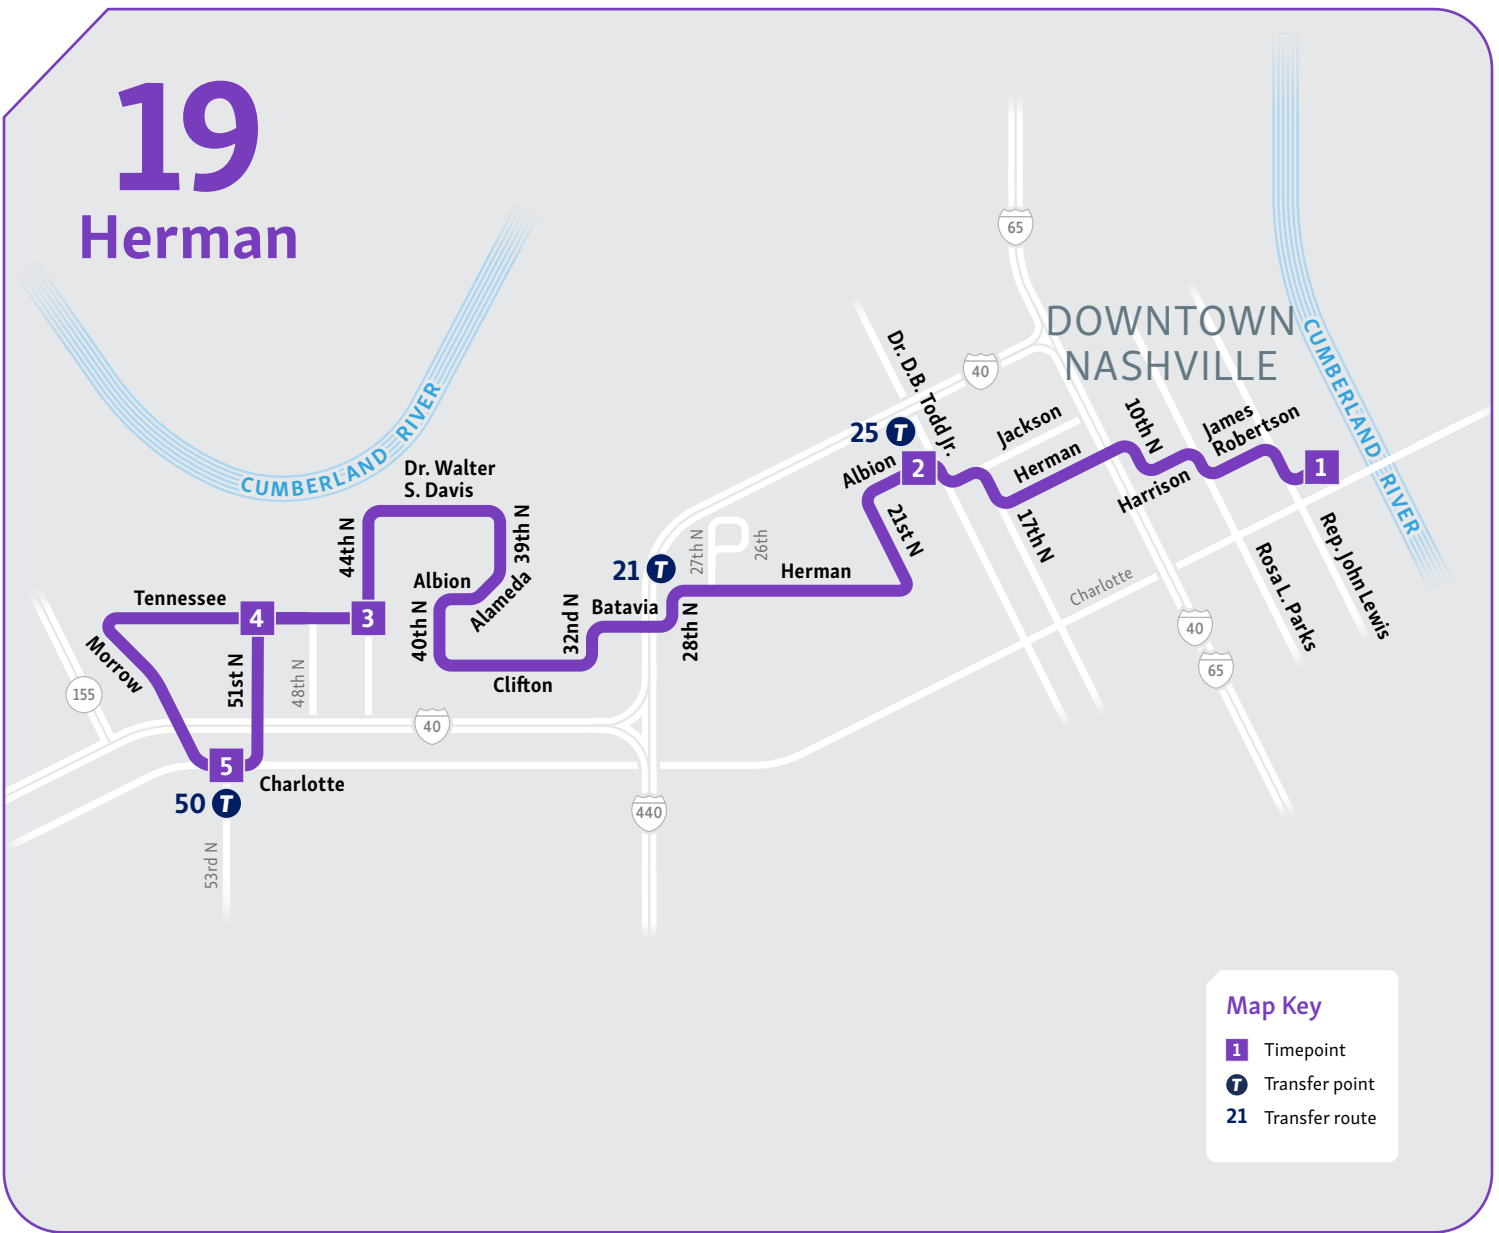 19
Herman
65
DOWNTOWN
NASHVILLE
CUMBERLAND RIVER
CUMBERLAND RIVER
40
Dr. D.B. Todd Jr.
25 T
Albion
2
Jackson
Herman
10th N
Harrison
James
Robertson
1
17th N
21st N
Rep. John Lewis
Rosa L. Parks
Charlotte
40
65
Dr. Walter
S. Davis
44th N
39th N
Albion
Alameda
40th N
Clifton
32nd N
Batavia
28th N
21 T
27th N
26th
Herman
Tennessee
4
3
Morrow
51st N
48th N
155
40
5
Charlotte
50 T
53rd N
440
Map Key
1 Timepoint
T Transfer point
21 Transfer route